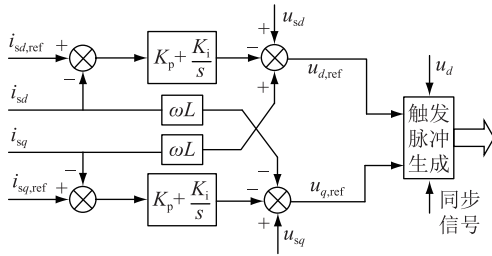 u_sd
i_sd,ref + − K_p + K_i/s − + u_d,ref u_d
i_sd + 
ωL 触发
i_sq ωL 脉冲
− − 生成
i_sq,ref + K_p + K_i/s − u_q,ref 同步
+ u_sq 信号